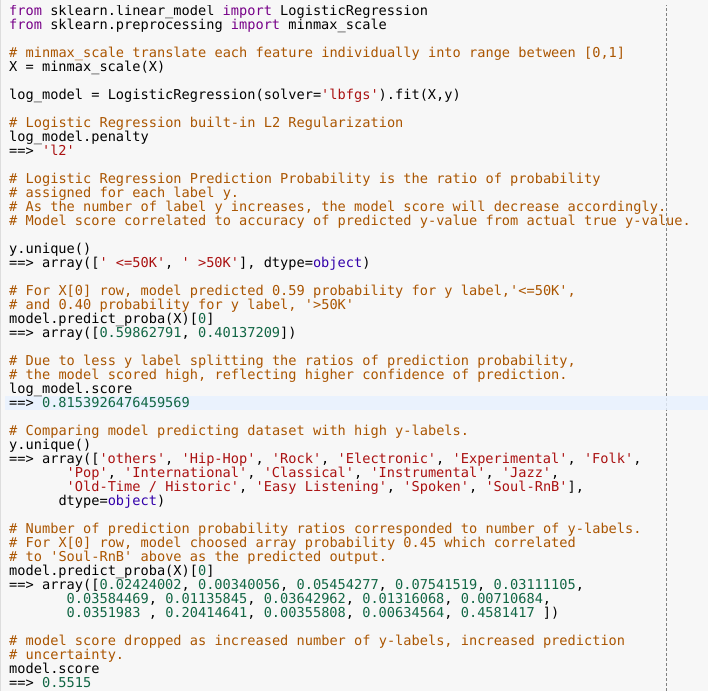 from sklearn.linear_model import LogisticRegression
from sklearn.preprocessing import minmax_scale
# minmax_scale translate each feature individually into range between [0,1]
X = minmax_scale(X)
log_model = LogisticRegression(solver='lbfgs').fit(X,y)
# Logistic Regression built-in L2 Regularization
log_model.penalty
==> 'l2'
# Logistic Regression Prediction Probability is the ratio of probability
# assigned for each label y.
# As the number of label y increases, the model score will decrease accordingly.
# Model score correlated to accuracy of predicted y-value from actual true y-value.
y.unique()
==> array([' <=50K', ' >50K'], dtype=object)
# For X[0] row, model predicted 0.59 probability for y label,'<=50K',
# and 0.40 probability for y label, '>50K'
model.predict_proba(X)[0]
==> array([0.59862791, 0.40137209])
# Due to less y label splitting the ratios of prediction probability,
# the model scored high, reflecting higher confidence of prediction.
log_model.score
==> 0.8153926476459569
# Comparing model predicting dataset with high y-labels.
y.unique()
==> array(['others', 'Hip-Hop', 'Rock', 'Electronic', 'Experimental', 'Folk',
'Pop', 'International', 'Classical', 'Instrumental', 'Jazz',
'Old-Time / Historic', 'Easy Listening', 'Spoken', 'Soul-RnB'],
dtype=object)
# Number of prediction probability ratios corresponded to number of y-labels.
# For X[0] row, model choosed array probability 0.45 which correlated
# to 'Soul-RnB' above as the predicted output.
model.predict_proba(X)[0]
==> array([0.02424002, 0.00340056, 0.05454277, 0.07541519, 0.03111105,
0.03584469, 0.01135845, 0.03642962, 0.01316068, 0.00710684,
0.0351983 , 0.20414641, 0.00355808, 0.00634564, 0.4581417 ])
# model score dropped as increased number of y-labels, increased prediction
# uncertainty.
model.score
==> 0.5515